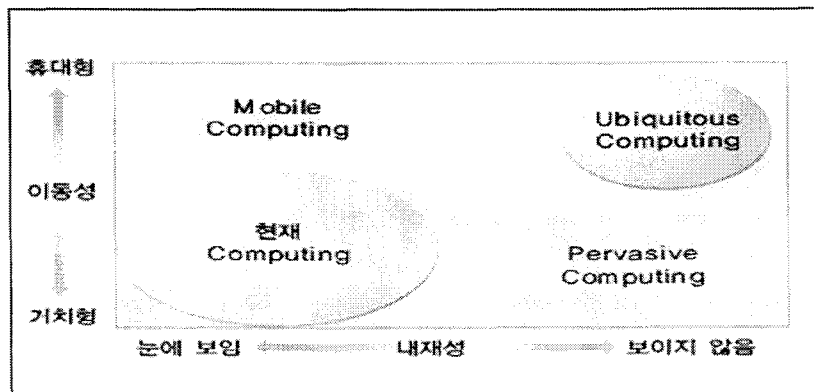 휴대형
Mobile
Computing
Ubiquitous
Computing
이동성
현재
Computing
Pervasive
Computing
거치형
눈에 보임
내재성
보이지 않음